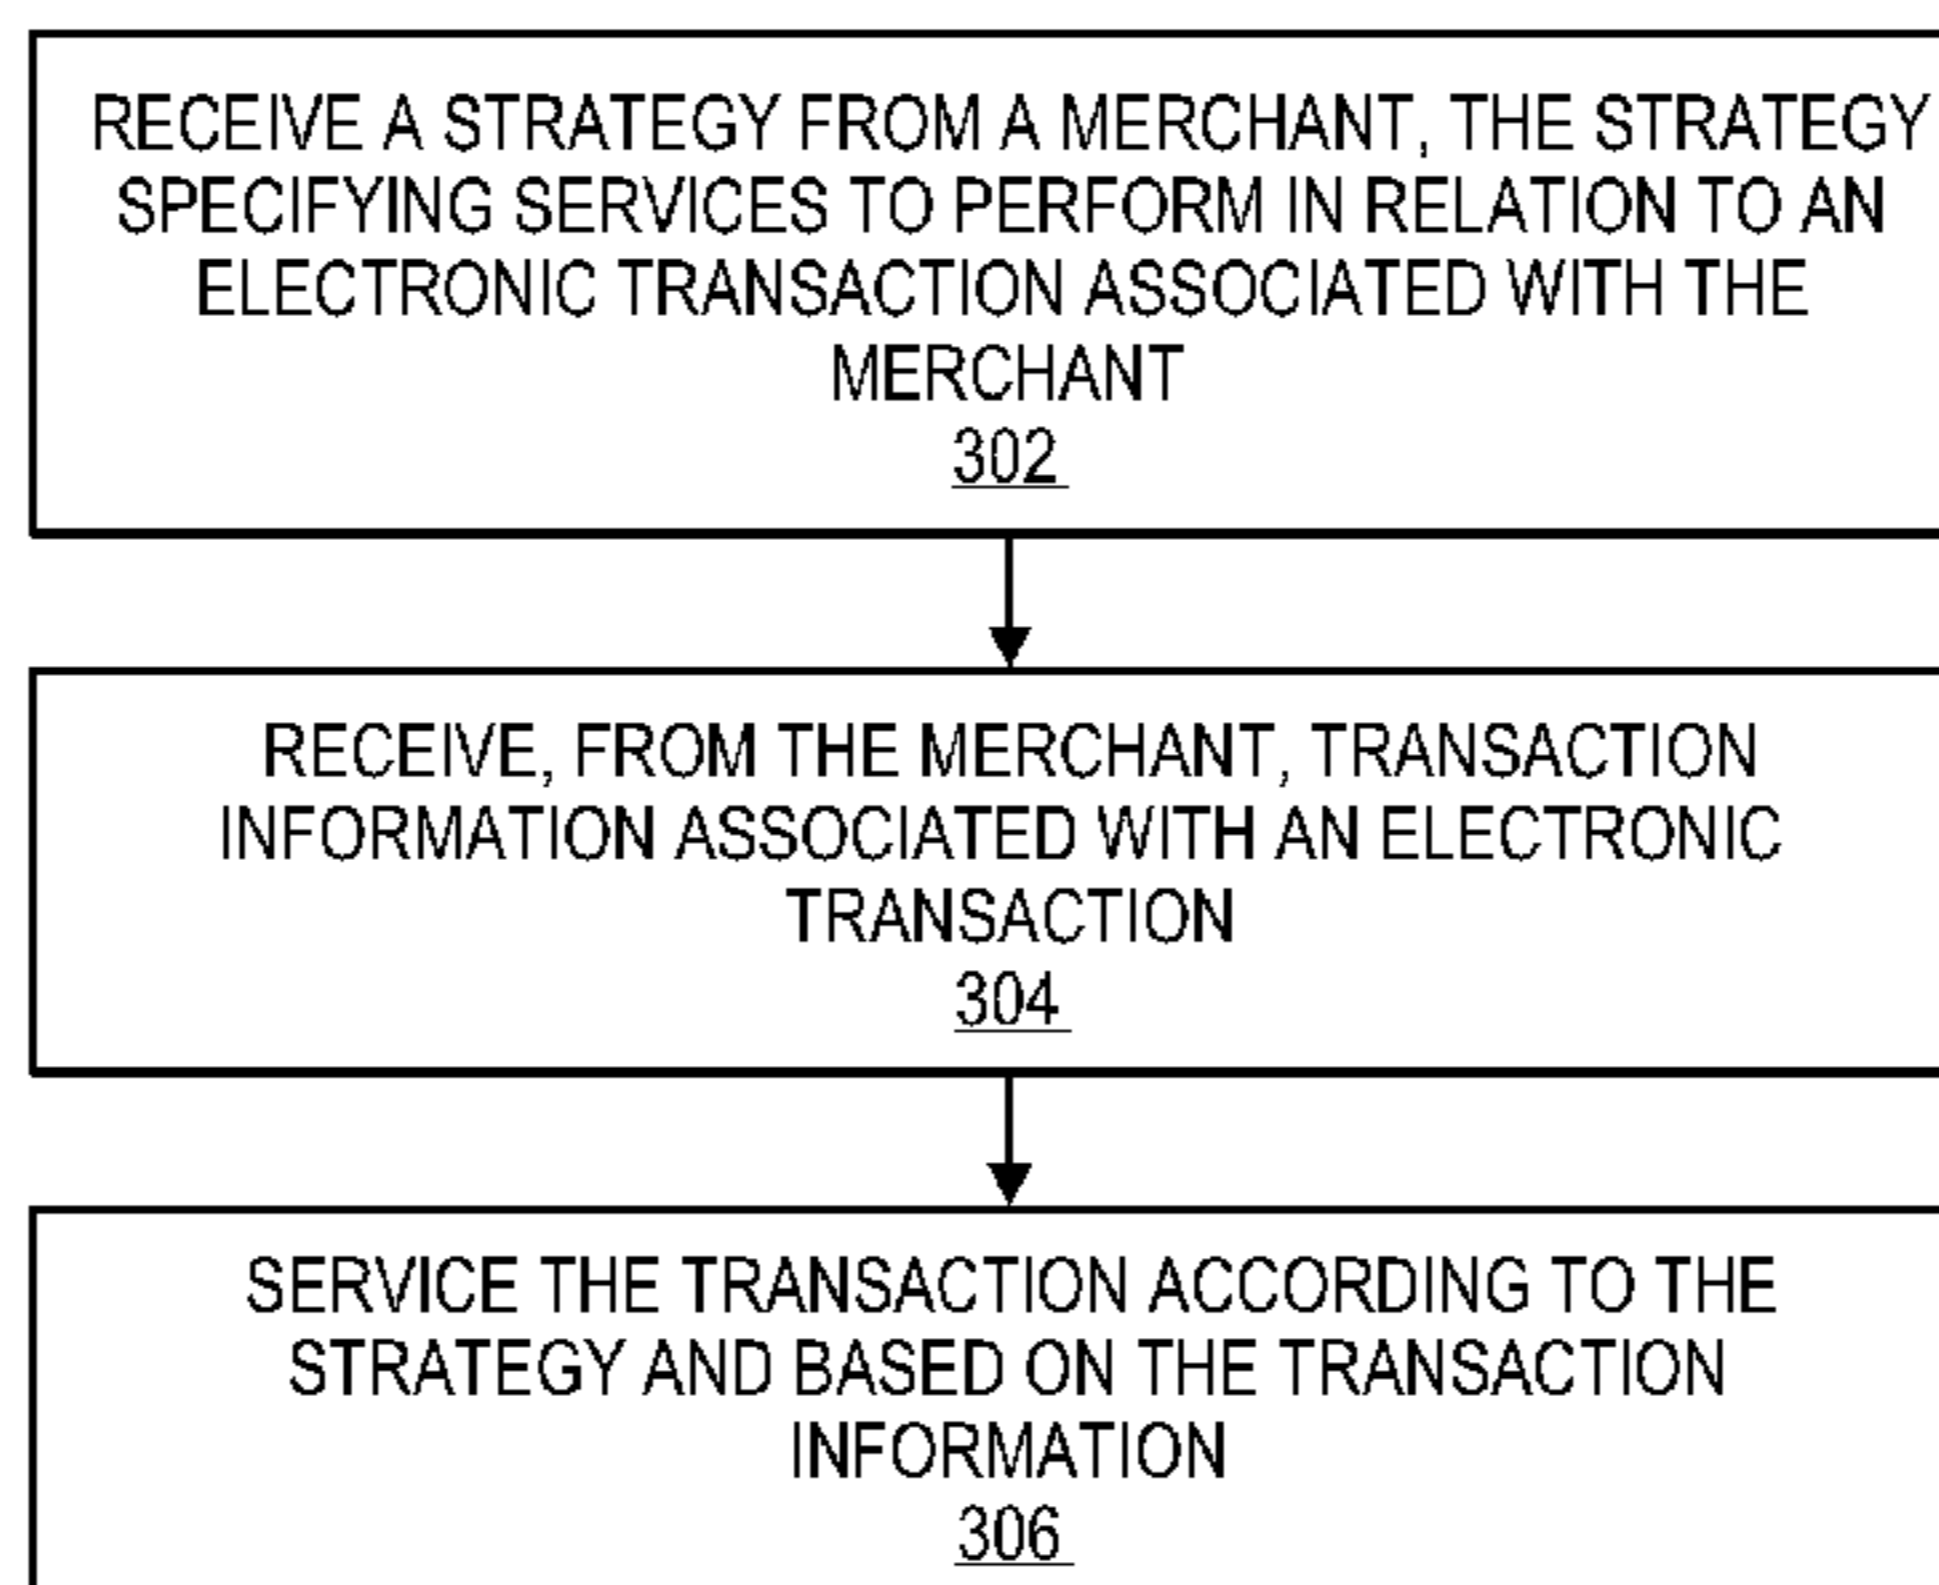 RECEIVE A STRATEGY FROM A MERCHANT, THE STRATEGY
SPECIFYING SERVICES TO PERFORM IN RELATION TO AN
ELECTRONIC TRANSACTION ASSOCIATED WITH THE
MERCHANT
302
RECEIVE, FROM THE MERCHANT, TRANSACTION
INFORMATION ASSOCIATED WITH AN ELECTRONIC
TRANSACTION
304
SERVICE THE TRANSACTION ACCORDING TO THE
STRATEGY AND BASED ON THE TRANSACTION
INFORMATION
306